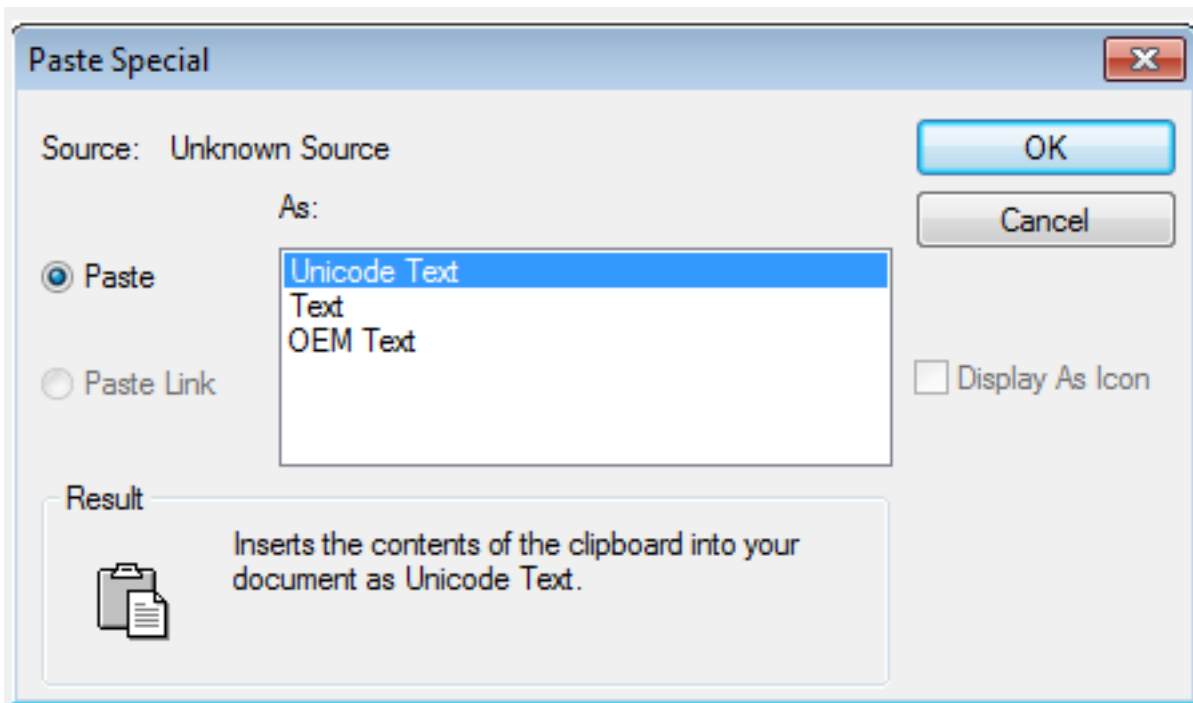 Paste Special
Source: Unknown Source
OK
As:
Cancel
Paste
Unicode Text
Text
OEM Text
Paste Link
Display As Icon
Result
Inserts the contents of the clipboard into your
document as Unicode Text.